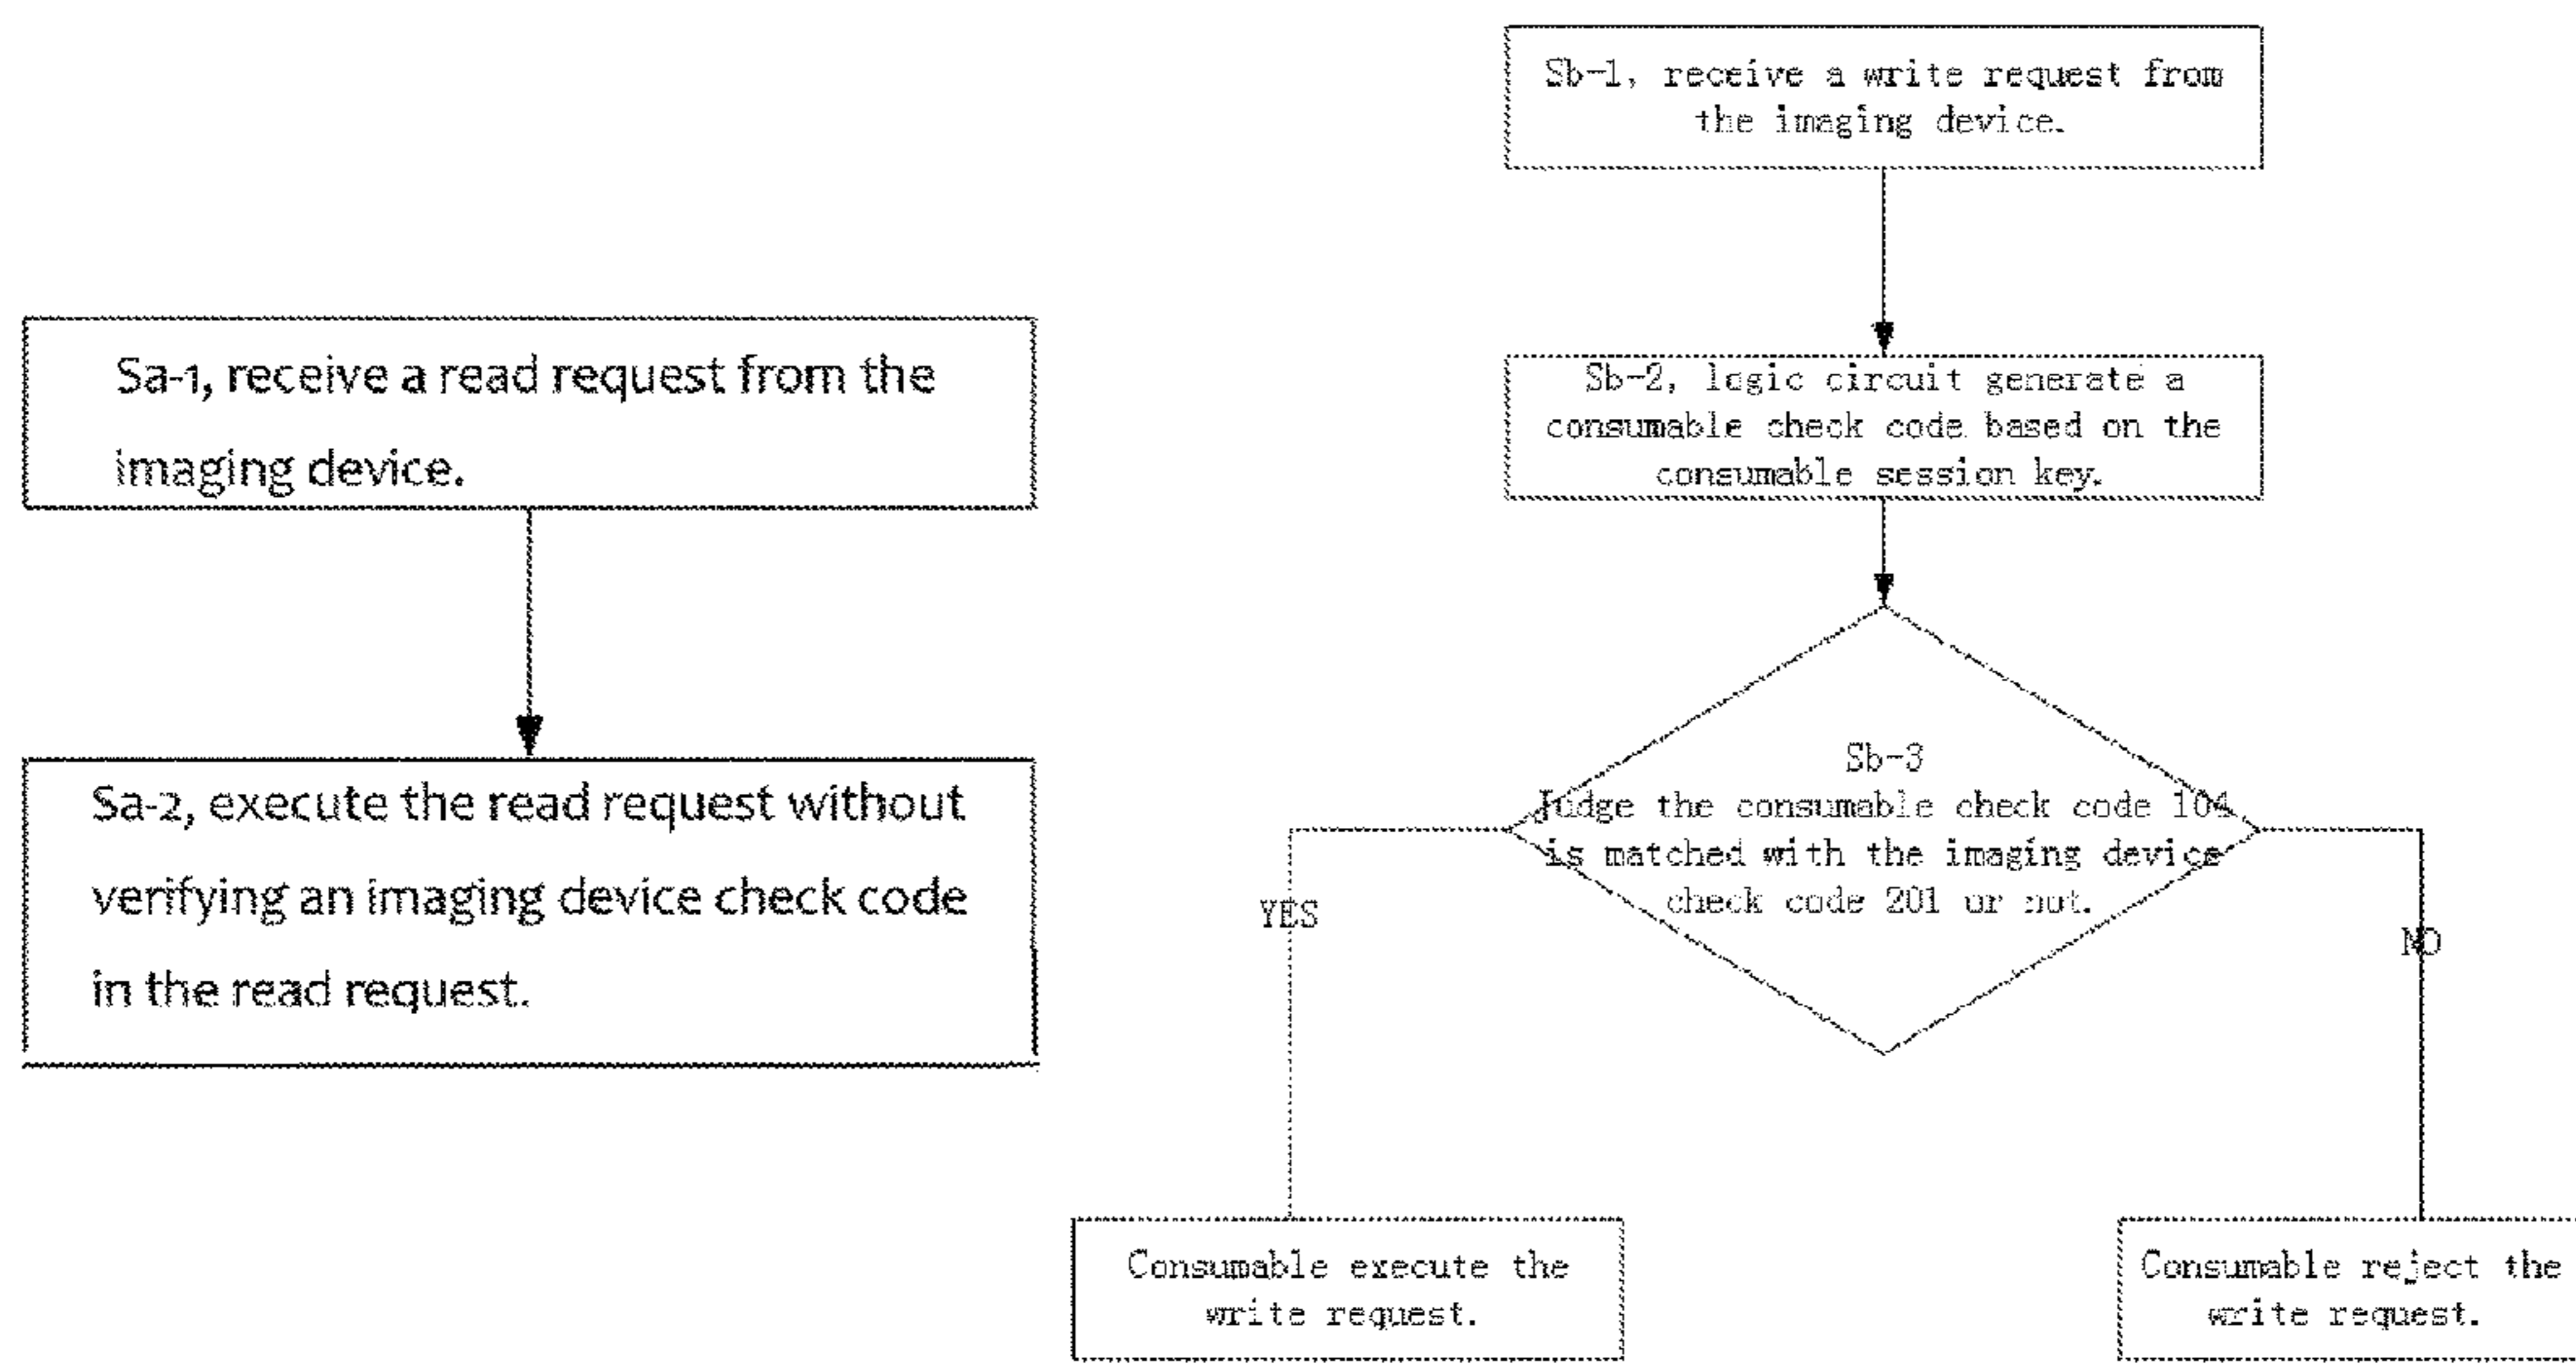 Sa-1, receive a read request from the
imaging device.
Sa-2, execute the read request without
verifying an imaging device check code
in the read request.
Sb-1, receive a write request from
the imaging device.
Sb-2, logic circuit generate a
consumable check code based on the
consumable session key.
Sb-3
Judge the consumable check code 104
is matched with the imaging device
check code 201 or not.
YES
NO
Consumable execute the
write request.
Consumable reject the
write request.